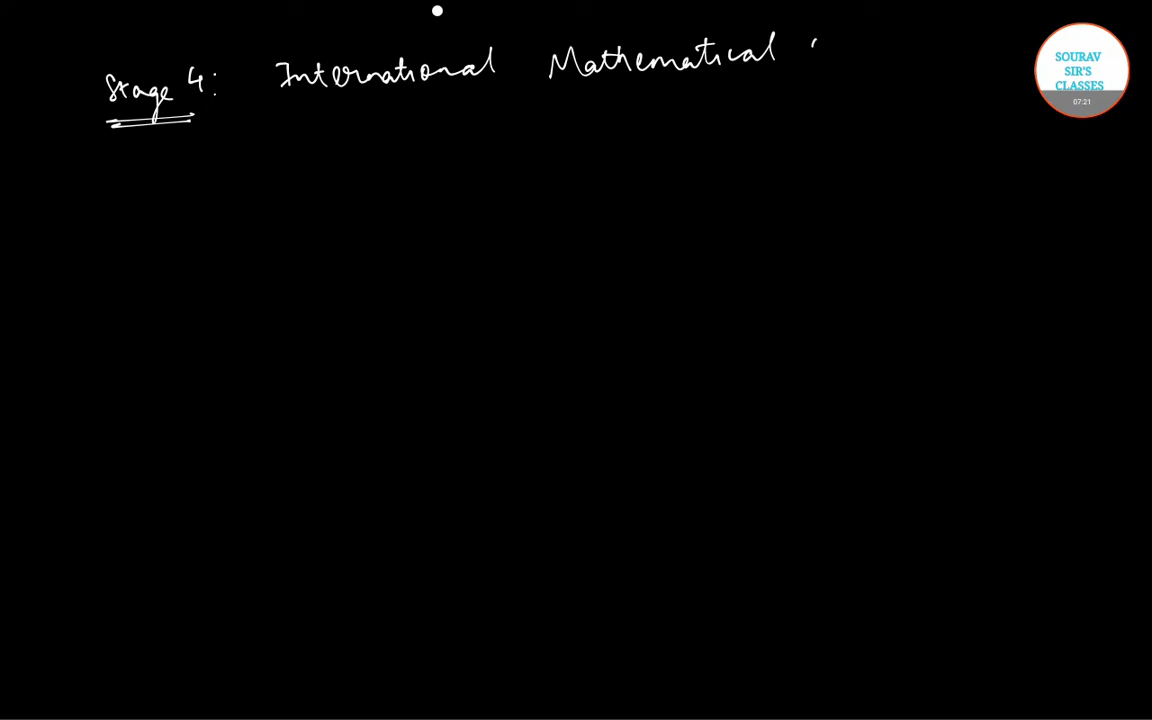 Stage 4: International Mathematical
SOURAV
SIR'S
CLASSES
07:21